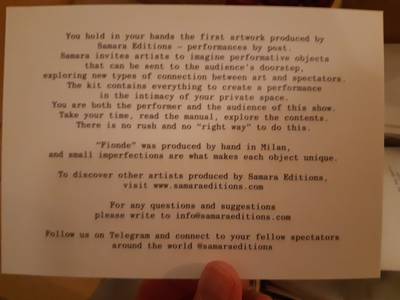 You hold in your hands the first artwork produced by
Samara Editions – performances by post.
Samara invites artists to imagine performative objects
that can be sent to the audience's doorstep,
exploring new types of connection between art and spectators.
The kit contains everything to create a performance
in the intimacy of your private space.
You are both the performer and the audience of this show.
Take your time, read the manual, explore the contents.
There is no rush and no "right way" to do this.
"Fionde" was produced by hand in Milan,
and small imperfections are what makes each object unique.
To discover other artists produced by Samara Editions,
visit www.samaraeditions.com
For any questions and suggestions
please write to info@samaraeditions.com
Follow us on Telegram and connect to your fellow spectators
around the world @samaraeditions